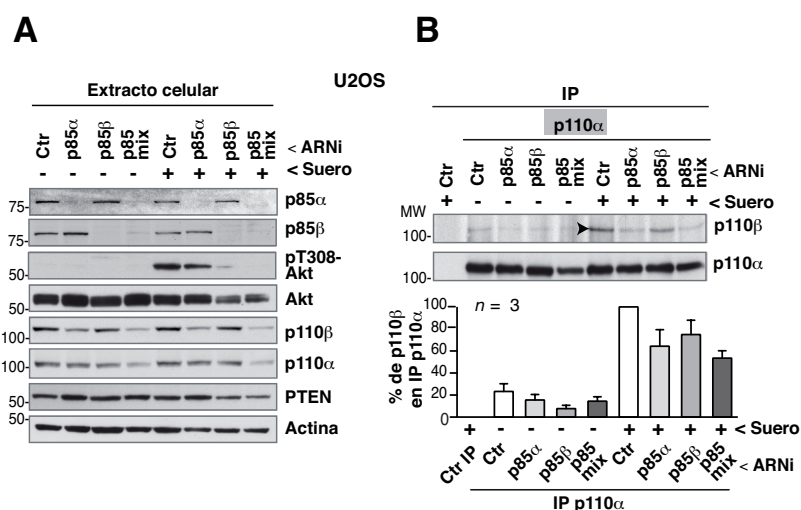 A
B
U2OS
Extracto celular
Ctr p85α p85β p85 mix Ctr p85α p85β p85 mix < ARNi
- - - - + + + + < Suero
75- p85α
75- p85β
50- pT308-Akt
50- Akt
100- p110β
100- p110α
50- PTEN
50- Actina
IP
p110α
Ctr Ctr p85α p85β p85 mix Ctr p85α p85β p85 mix < ARNi
+ - - - - + + + + < Suero
MW
100- p110β
100- p110α
% de p110β
en IP p110α
n = 3
100
80
60
40
20
0
+ - - - - + + + + < Suero
Ctr IP Ctr p85α p85β p85 mix Ctr p85α p85β p85 mix < ARNi
IP p110α